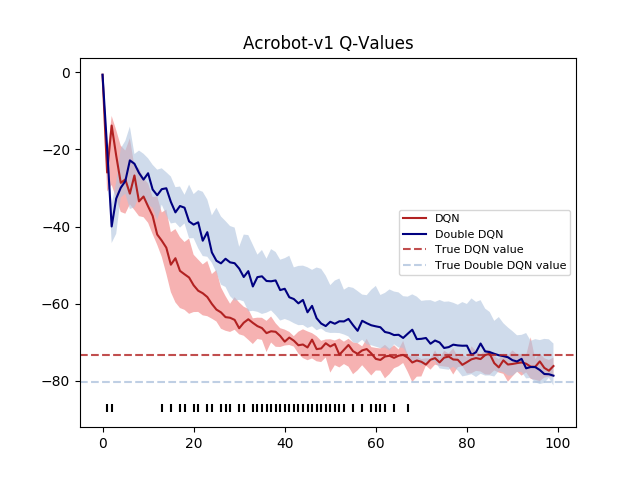 Acrobot-v1 Q-Values
0
−20
−40
−60
−80
DQN
Double DQN
True DQN value
True Double DQN value
0 20 40 60 80 100